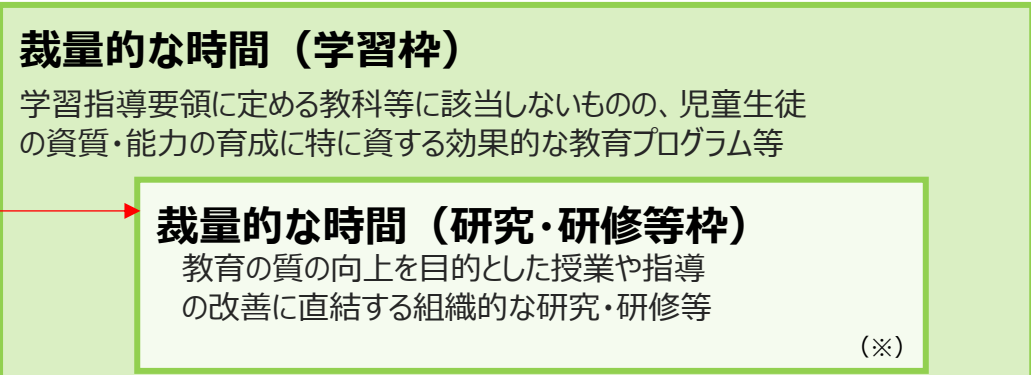 裁量的な時間（学習枠）
学習指導要領に定める教科等に該当しないものの、児童生徒
の資質・能力の育成に特に資する効果的な教育プログラム等
裁量的な時間（研究・研修等枠）
教育の質の向上を目的とした授業や指導
の改善に直結する組織的な研究・研修等
（※）